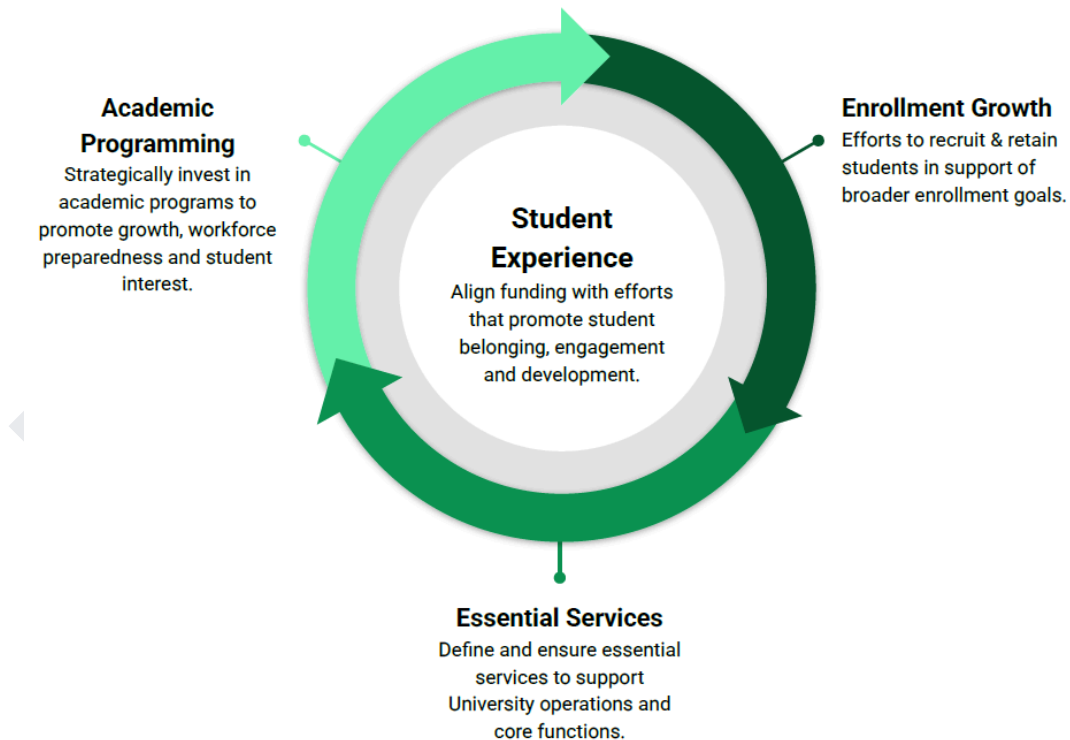 Academic
Programming
Strategically invest in
academic programs to
promote growth, workforce
preparedness and student
interest.
Enrollment Growth
Efforts to recruit & retain
students in support of
broader enrollment goals.
Student
Experience
Align funding with efforts
that promote student
belonging, engagement
and development.
Essential Services
Define and ensure essential
services to support
University operations and
core functions.